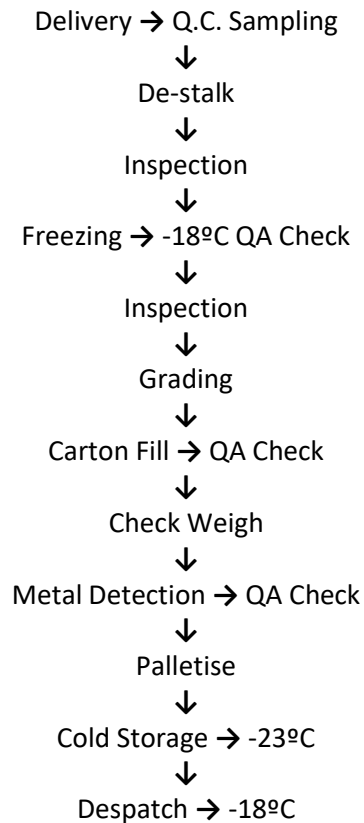 Delivery → Q.C. Sampling
↓
De-stalk
↓
Inspection
↓
Freezing → -18ºC QA Check
↓
Inspection
↓
Grading
↓
Carton Fill → QA Check
↓
Check Weigh
↓
Metal Detection → QA Check
↓
Palletise
↓
Cold Storage → -23ºC
↓
Despatch → -18ºC